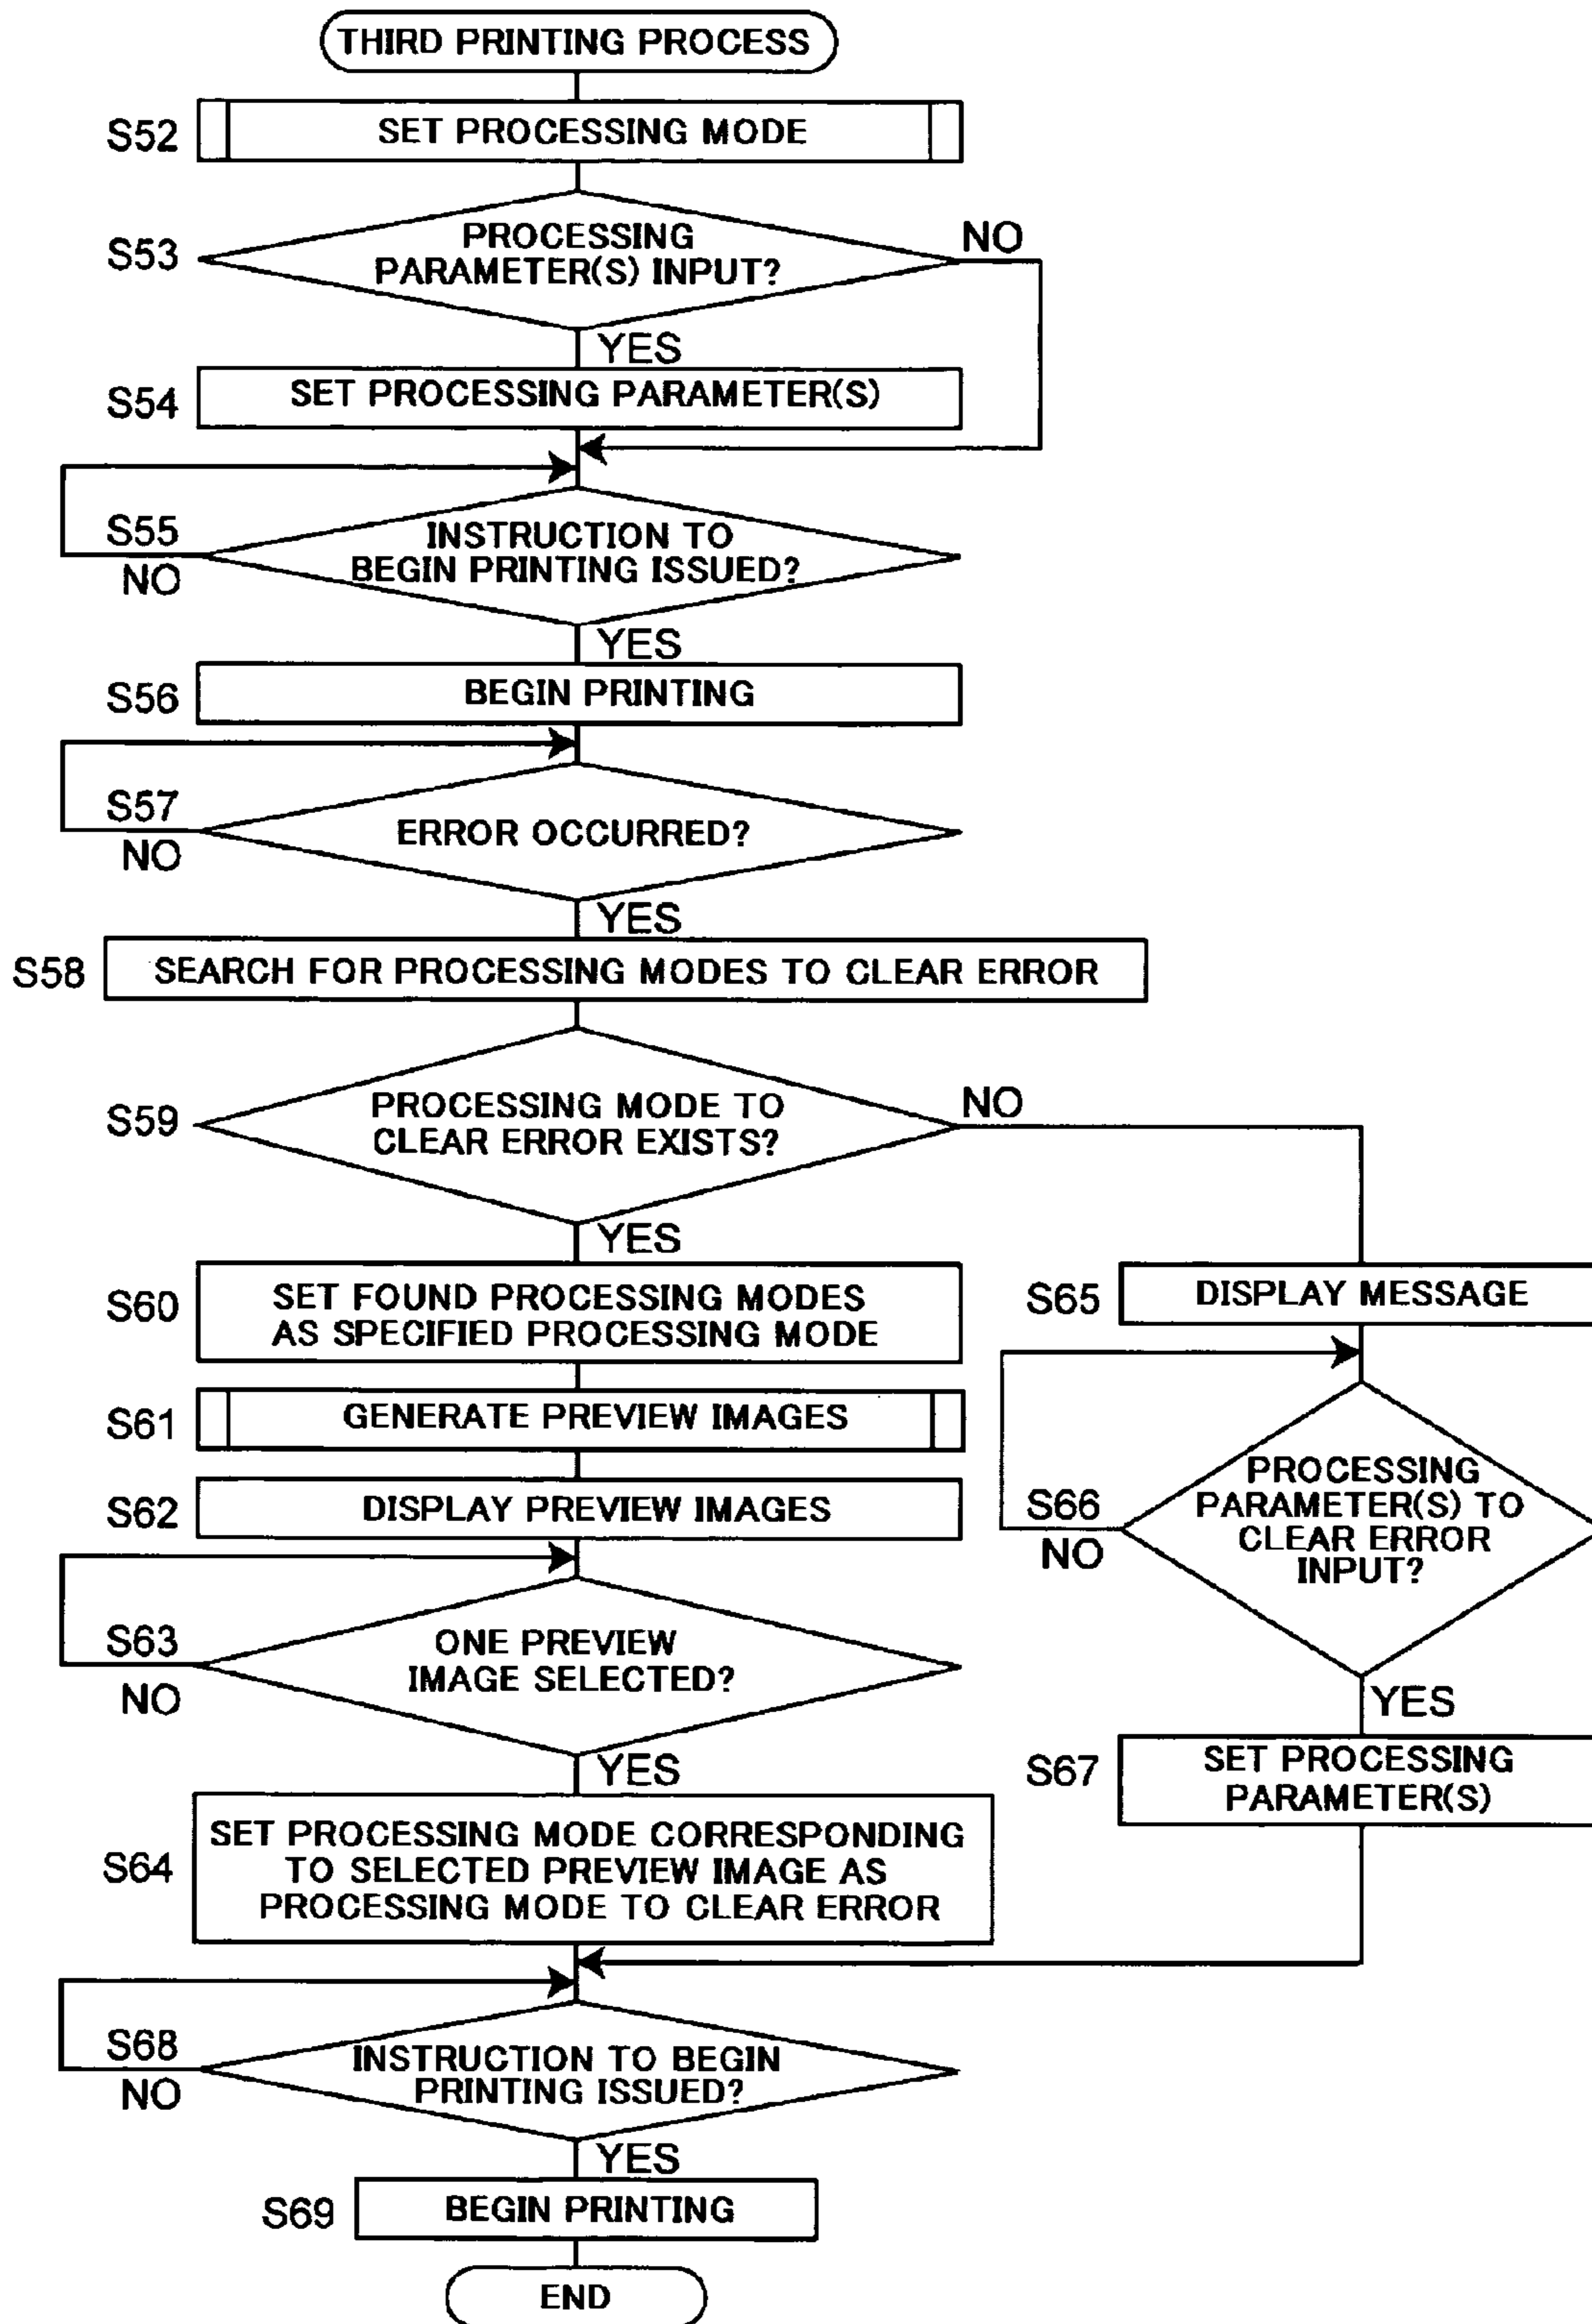 THIRD PRINTING PROCESS
S52
SET PROCESSING MODE
S53
PROCESSING
PARAMETER(S) INPUT?
NO
YES
S54
SET PROCESSING PARAMETER(S)
S55
NO
INSTRUCTION TO
BEGIN PRINTING ISSUED?
YES
S56
BEGIN PRINTING
S57
NO
ERROR OCCURRED?
YES
S58
SEARCH FOR PROCESSING MODES TO CLEAR ERROR
S59
PROCESSING MODE TO
CLEAR ERROR EXISTS?
NO
YES
S60
SET FOUND PROCESSING MODES
AS SPECIFIED PROCESSING MODE
S61
GENERATE PREVIEW IMAGES
S62
DISPLAY PREVIEW IMAGES
S63
NO
ONE PREVIEW
IMAGE SELECTED?
YES
S64
SET PROCESSING MODE CORRESPONDING
TO SELECTED PREVIEW IMAGE AS
PROCESSING MODE TO CLEAR ERROR
S65
DISPLAY MESSAGE
S66
NO
PROCESSING
PARAMETER(S) TO
CLEAR ERROR
INPUT?
YES
S67
SET PROCESSING
PARAMETER(S)
S68
NO
INSTRUCTION TO BEGIN
PRINTING ISSUED?
YES
S69
BEGIN PRINTING
END